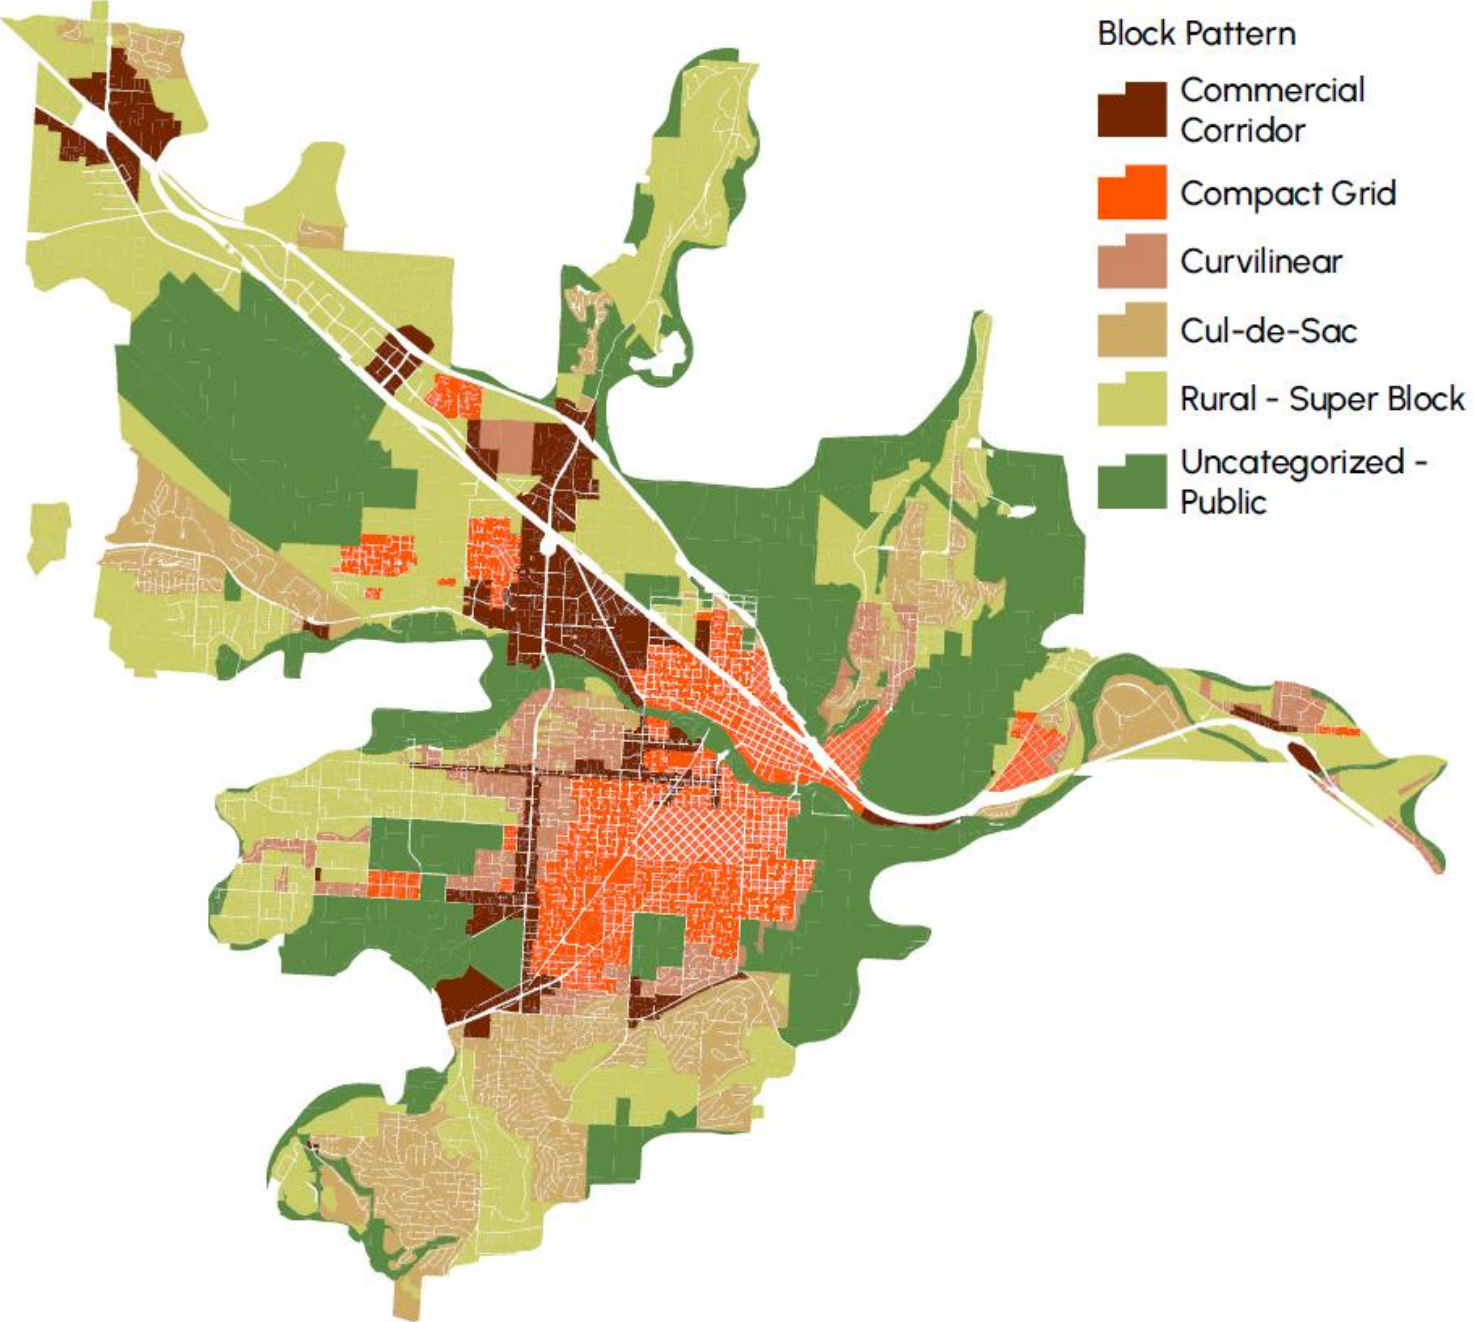 Block Pattern
Commercial
Corridor
Compact Grid
Curvilinear
Cul-de-Sac
Rural - Super Block
Uncategorized -
Public